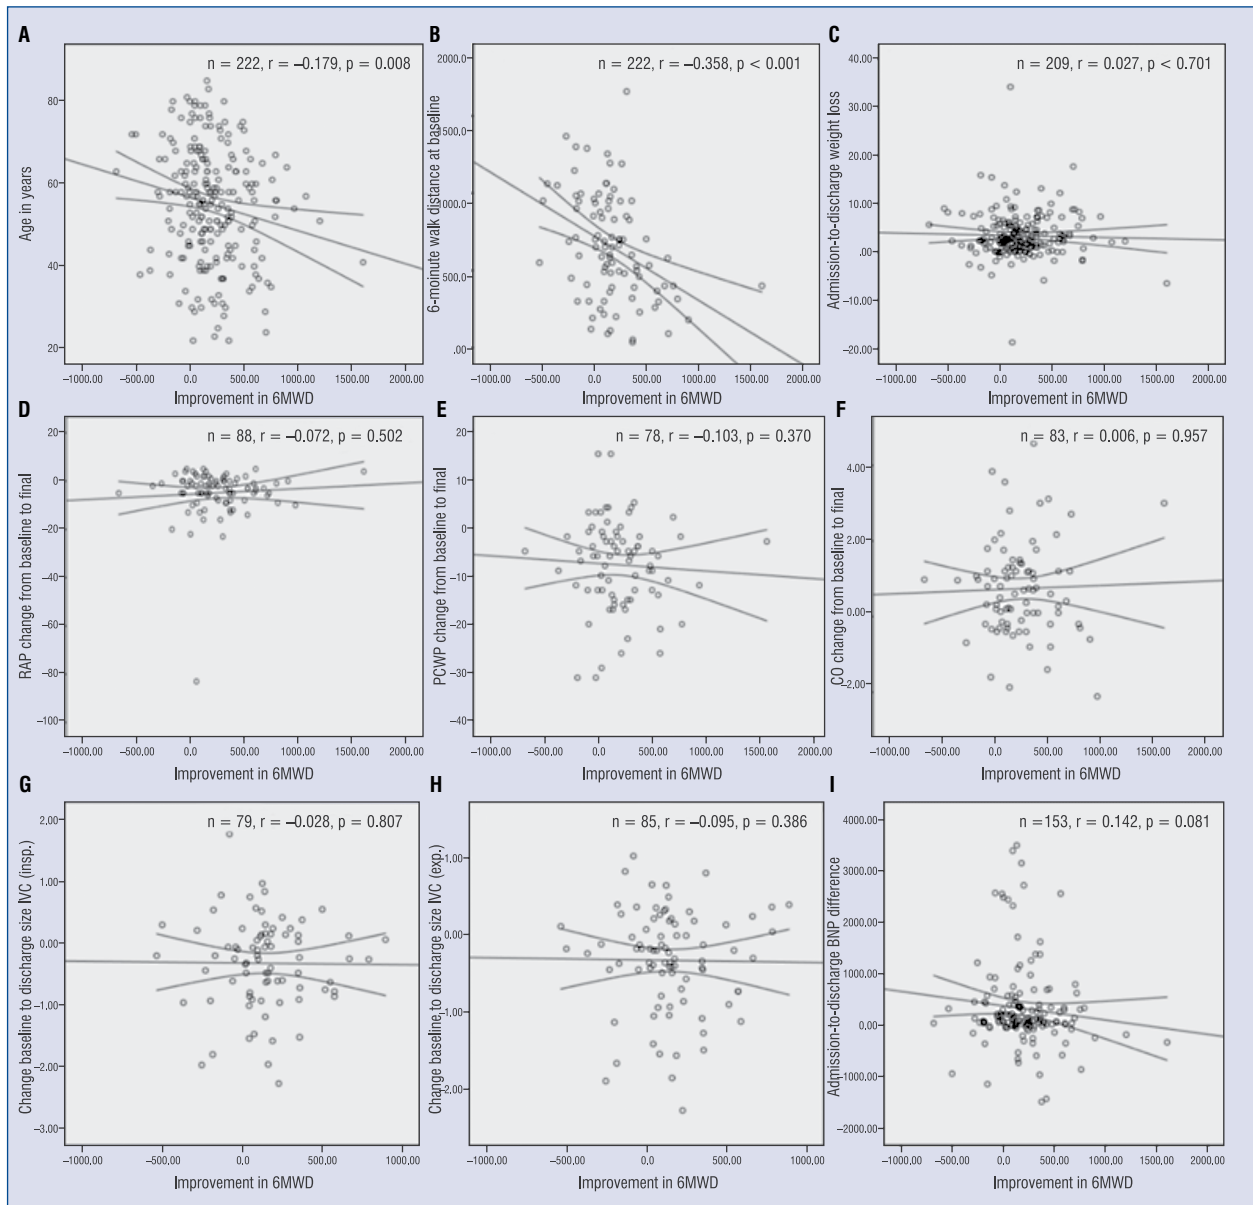 A
n = 222, r = –0.179, p = 0.008
Age in years
80
60
40
20
–1000.00 –500.00 0.0 500.00 1000.00 1500.00 2000.00
Improvement in 6MWD
B
n = 222, r = –0.358, p < 0.001
6-moinute walk distance at baseline
2000.0
1500.0
1000.00
500.00
.00
–1000.00 –500.00 0.0 500.00 1000.00 1500.00 2000.00
Improvement in 6MWD
C
n = 209, r = 0.027, p < 0.701
Admission-to-discharge weight loss
40.00
30.00
20.00
10.00
.00
–10.00
–20.00
–1000.00 –500.00 0.0 500.00 1000.00 1500.00 2000.00
Improvement in 6MWD
D
n = 88, r = –0.072, p = 0.502
RAP change from baseline to final
20
0
–20
–40
–60
–80
–100
–1000.00 –500.00 0.0 500.00 1000.00 1500.00 2000.00
Improvement in 6MWD
E
n = 78, r = –0.103, p = 0.370
PCWP change from baseline to final
20
10
0
–10
–20
–30
–40
–1000.00 –500.00 0.0 500.00 1000.00 1500.00 2000.00
Improvement in 6MWD
F
n = 83, r = 0.006, p = 0.957
CO change from baseline to final
4.00
2.00
0.00
–2.00
–1000.00 –500.00 0.0 500.00 1000.00 1500.00 2000.00
Improvement in 6MWD
G
n = 79, r = –0.028, p = 0.807
Change baseline to discharge size IVC (insp.)
2.00
1.00
0.00
–1.00
–2.00
–3.00
–1000.00 –500.00 0.0 500.00 1000.00
Improvement in 6MWD
H
n = 85, r = –0.095, p = 0.386
Change baseline to discharge size IVC (exp.)
–1.00
0.00
–1.00
–2.00
–1000.00 –500.00 0.0 500.00 1000.00
Improvement in 6MWD
I
n =153, r = 0.142, p = 0.081
Admission-to-discharge BNP difference
4000.00
3000.00
2000.00
1000.00
0.00
–1000.00
–2000.00
–1000.00 –500.00 0.0 500.00 1000.00 1500.00 2000.00
Improvement in 6MWD